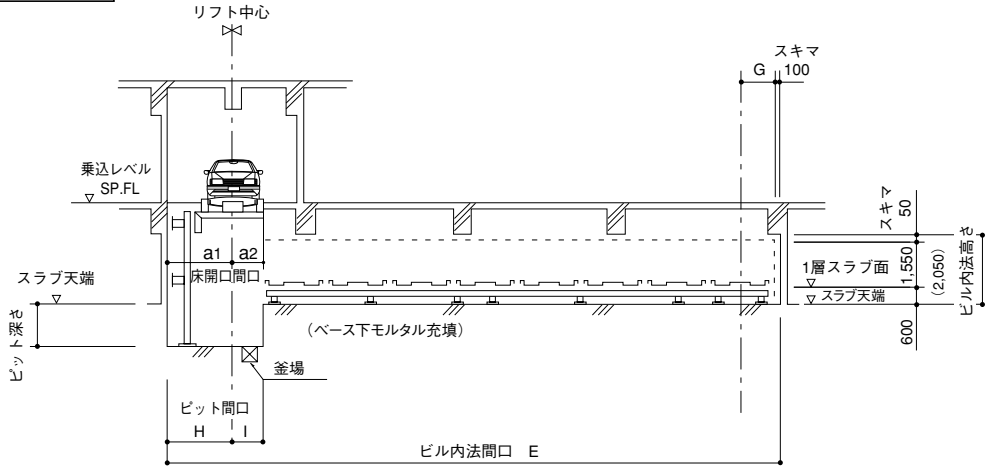 リフト中心
スキマ
G 100
乗込レベル
SP.FL
スキマ
50
a1 a2
床開口間口
スラブ天端
1層スラブ面
1,550
(2,050)
ビル内法高さ
スラブ天端
ピット深さ
(ベース下モルタル充填)
600
釜場
ピット間口
H I
ビル内法間口 E